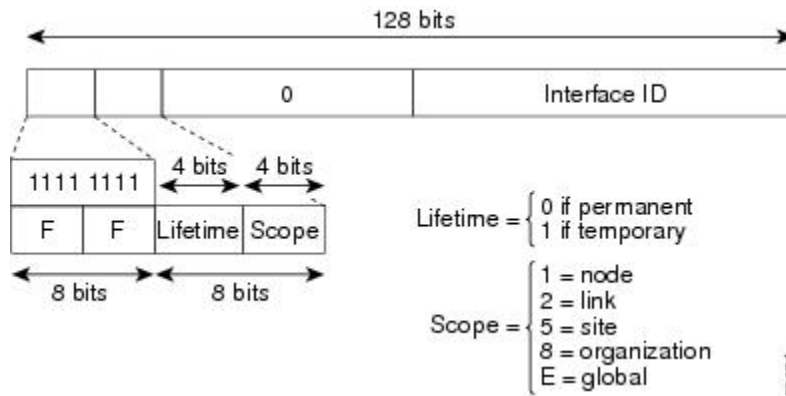 128 bits
0 Interface ID
4 bits 4 bits
1111 1111
F F Lifetime Scope
8 bits 8 bits
Lifetime = 0 if permanent
1 if temporary
Scope = 1 = node
2 = link
5 = site
8 = organization
E = global